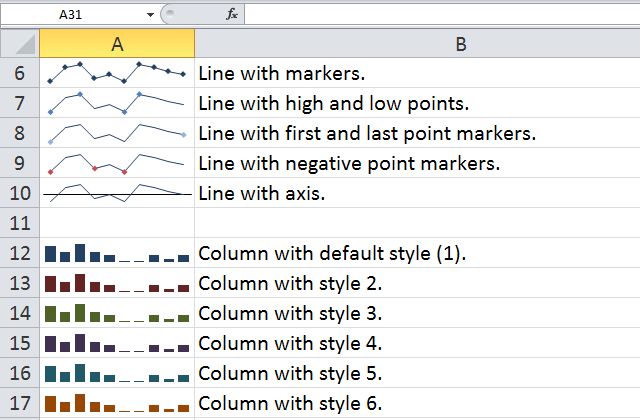 A31 fx
A B
6 Line with markers.
7 Line with high and low points.
8 Line with first and last point markers.
9 Line with negative point markers.
10 Line with axis.
11
12 Column with default style (1).
13 Column with style 2.
14 Column with style 3.
15 Column with style 4.
16 Column with style 5.
17 Column with style 6.